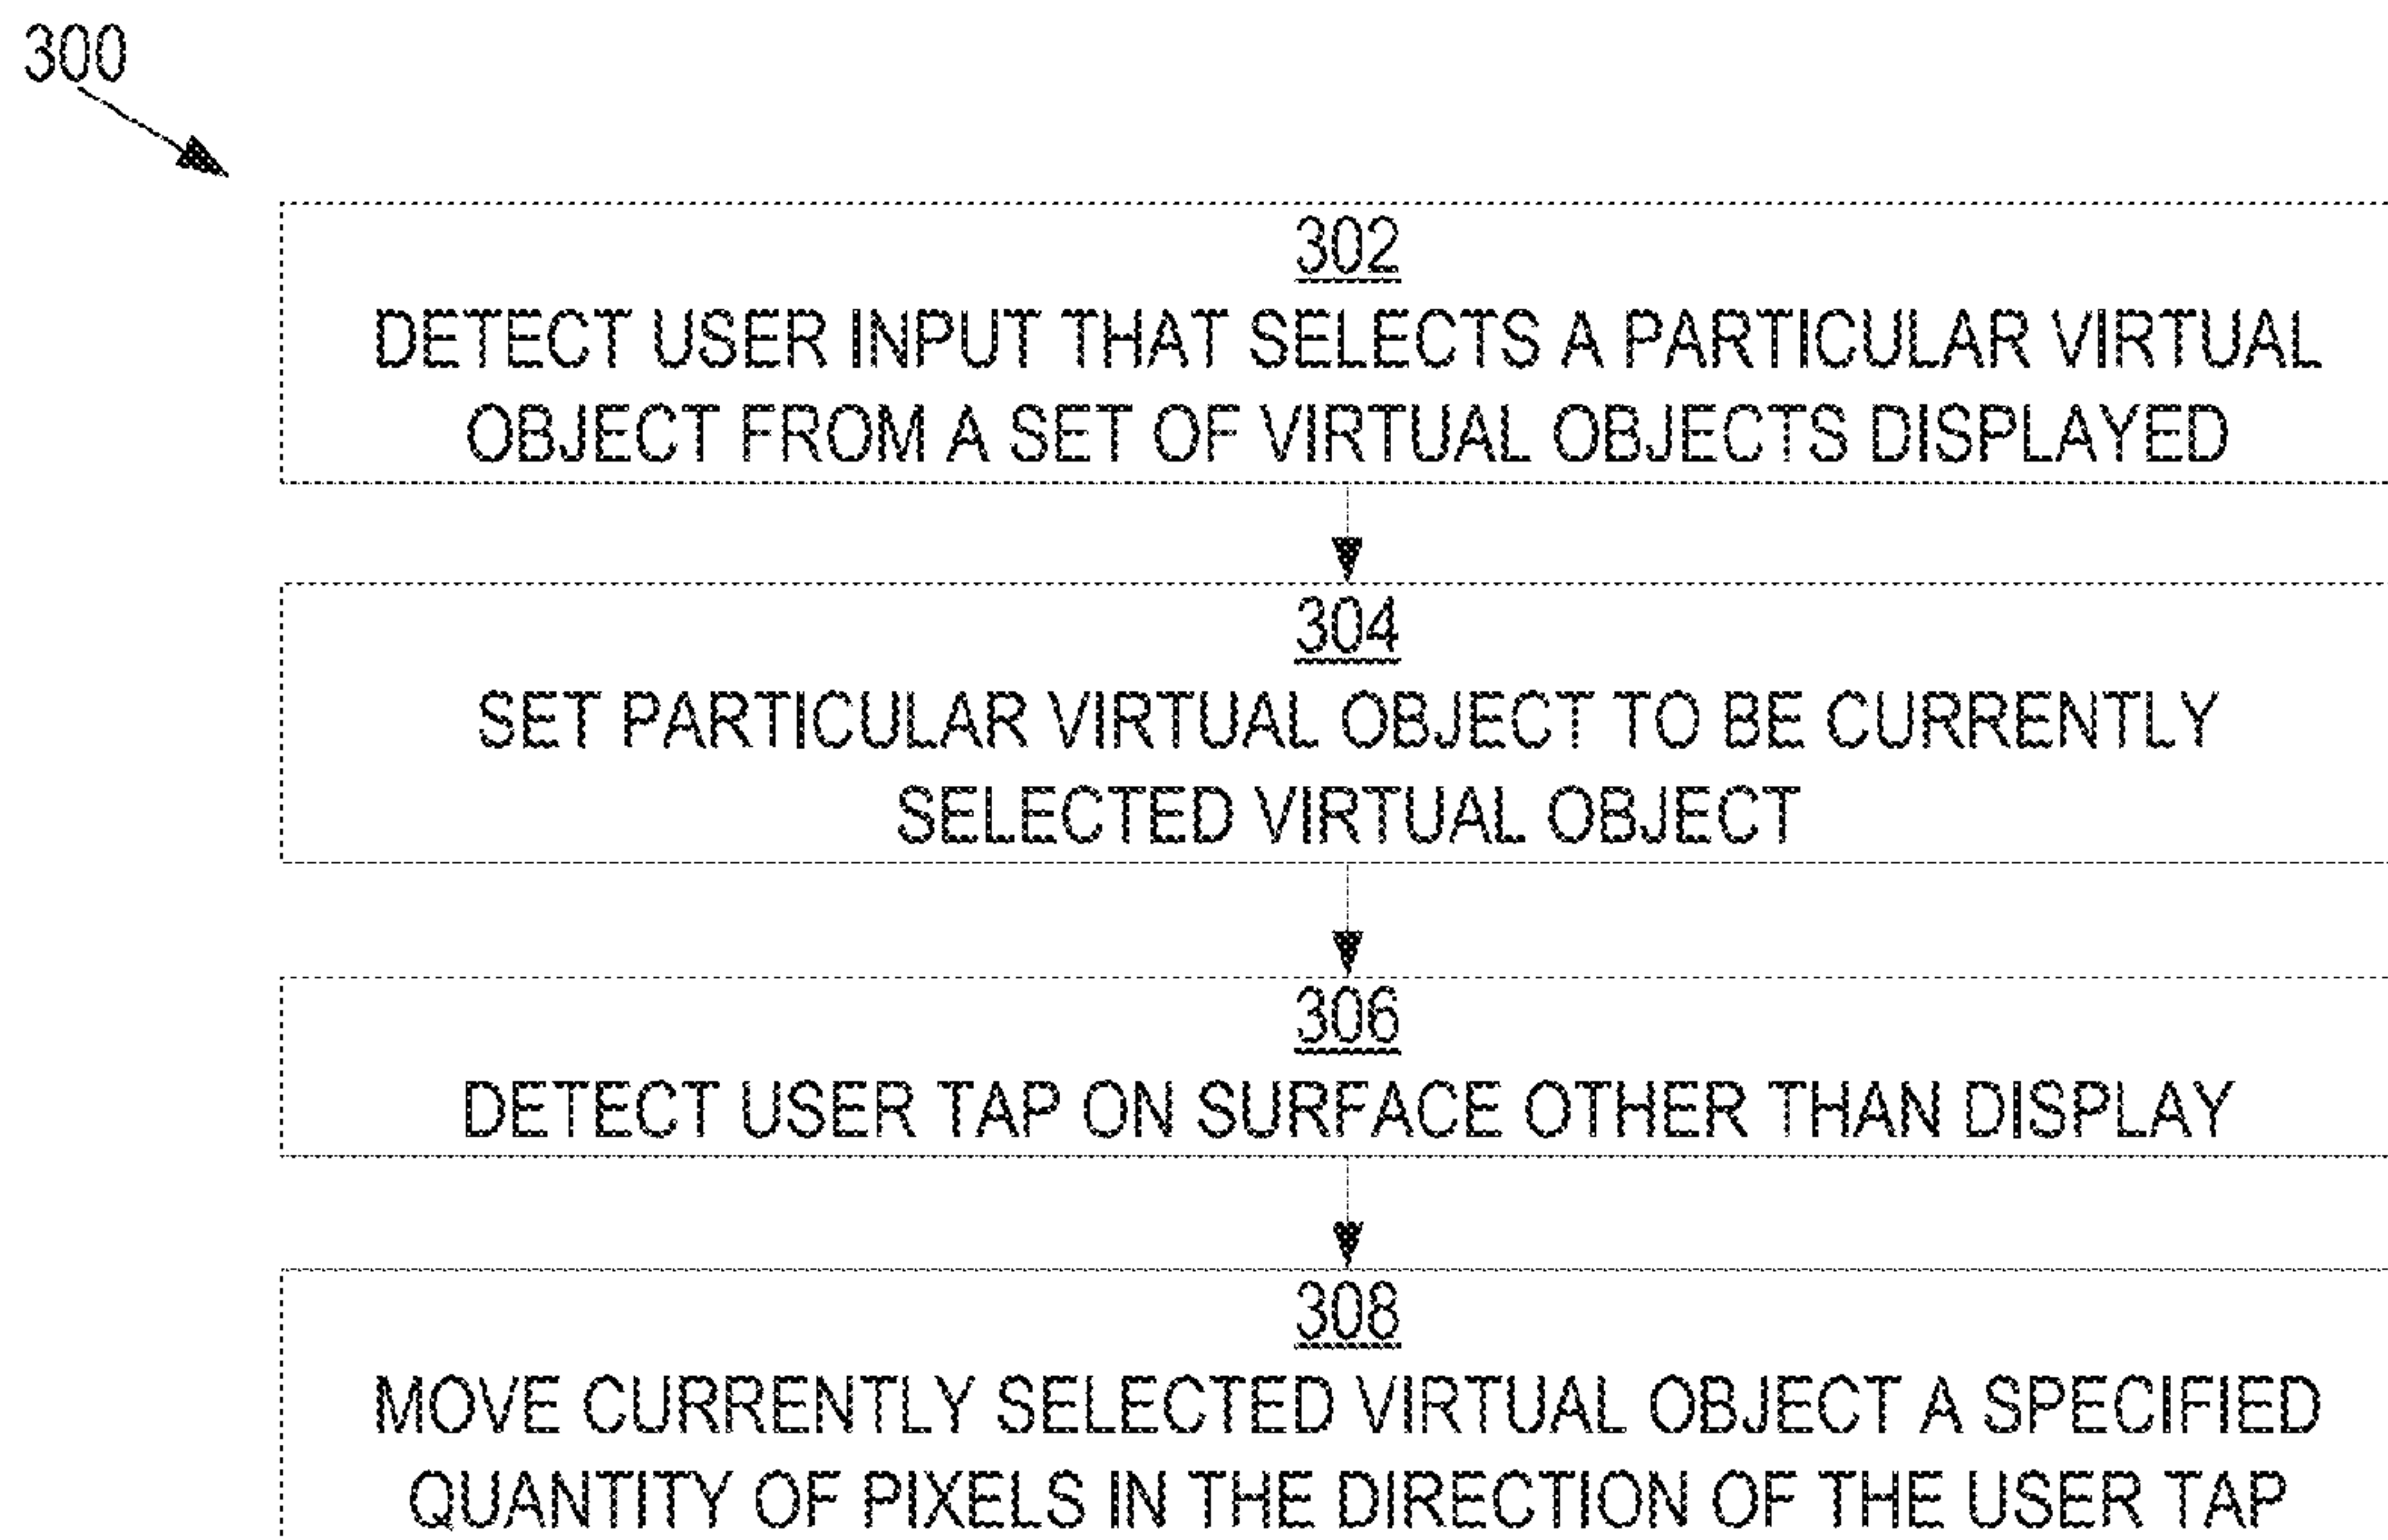 300
302
DETECT USER INPUT THAT SELECTS A PARTICULAR VIRTUAL
OBJECT FROM A SET OF VIRTUAL OBJECTS DISPLAYED
304
SET PARTICULAR VIRTUAL OBJECT TO BE CURRENTLY
SELECTED VIRTUAL OBJECT
306
DETECT USER TAP ON SURFACE OTHER THAN DISPLAY
308
MOVE CURRENTLY SELECTED VIRTUAL OBJECT A SPECIFIED
QUANTITY OF PIXELS IN THE DIRECTION OF THE USER TAP